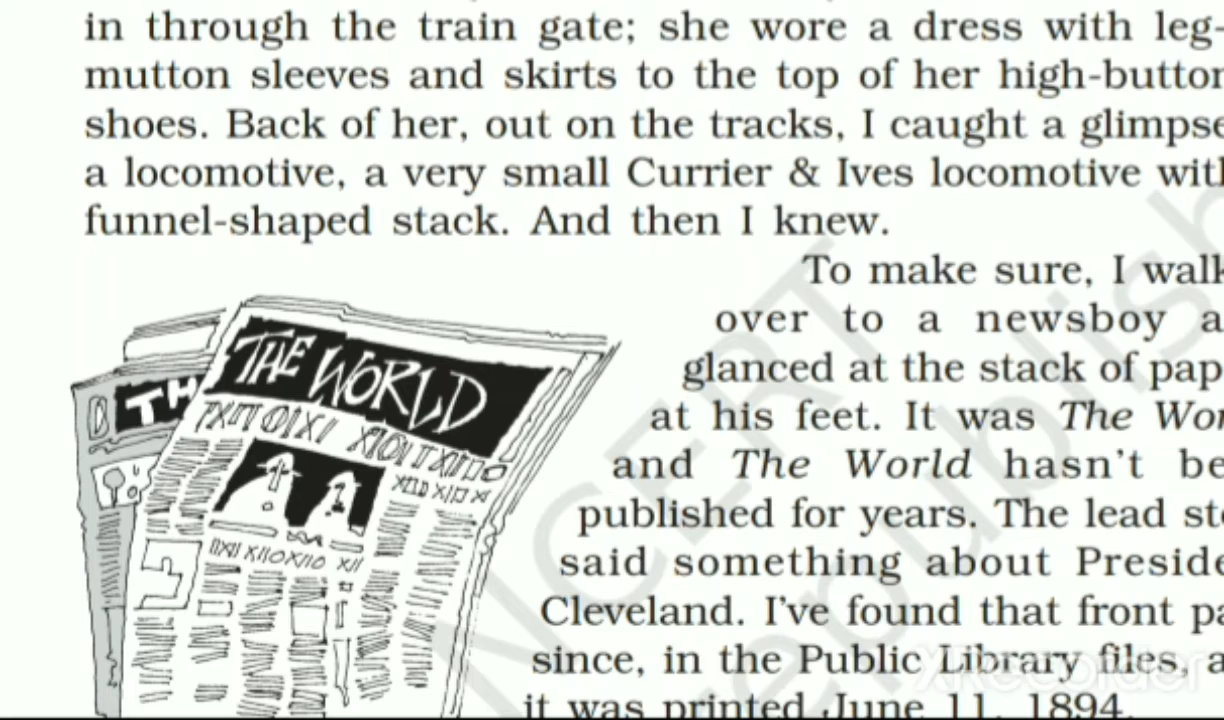 in through the train gate; she wore a dress with leg-
mutton sleeves and skirts to the top of her high-button
shoes. Back of her, out on the tracks, I caught a glimpse
a locomotive, a very small Currier & Ives locomotive with
funnel-shaped stack. And then I knew.
To make sure, I walk
over to a newsboy a
glanced at the stack of pap
at his feet. It was The Wor
and The World hasn't be
published for years. The lead sto
said something about Preside
Cleveland. I've found that front pa
since, in the Public Library files, a
it was printed June 11, 1894.
THE WORLD
TH
NCERT
republish
XRecorder